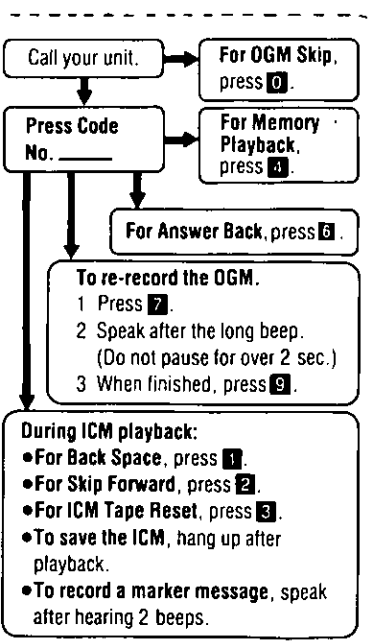 Call your unit.
For OGM Skip,
press 0.
Press Code
No. ______
For Memory
Playback,
press 4.
For Answer Back, press 6.
To re-record the OGM.
1 Press 7.
2 Speak after the long beep.
(Do not pause for over 2 sec.)
3 When finished, press 9.
During ICM playback:
●For Back Space, press 1.
●For Skip Forward, press 2.
●For ICM Tape Reset, press 3.
●To save the ICM, hang up after
playback.
●To record a marker message, speak
after hearing 2 beeps.